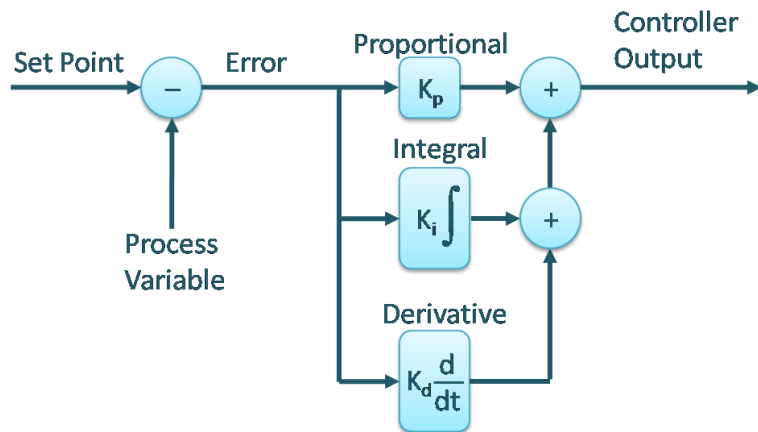 Set Point
−
Error
Process
Variable
Proportional
Kp
Integral
Ki ∫
Derivative
Kd d/dt
+
+
Controller
Output